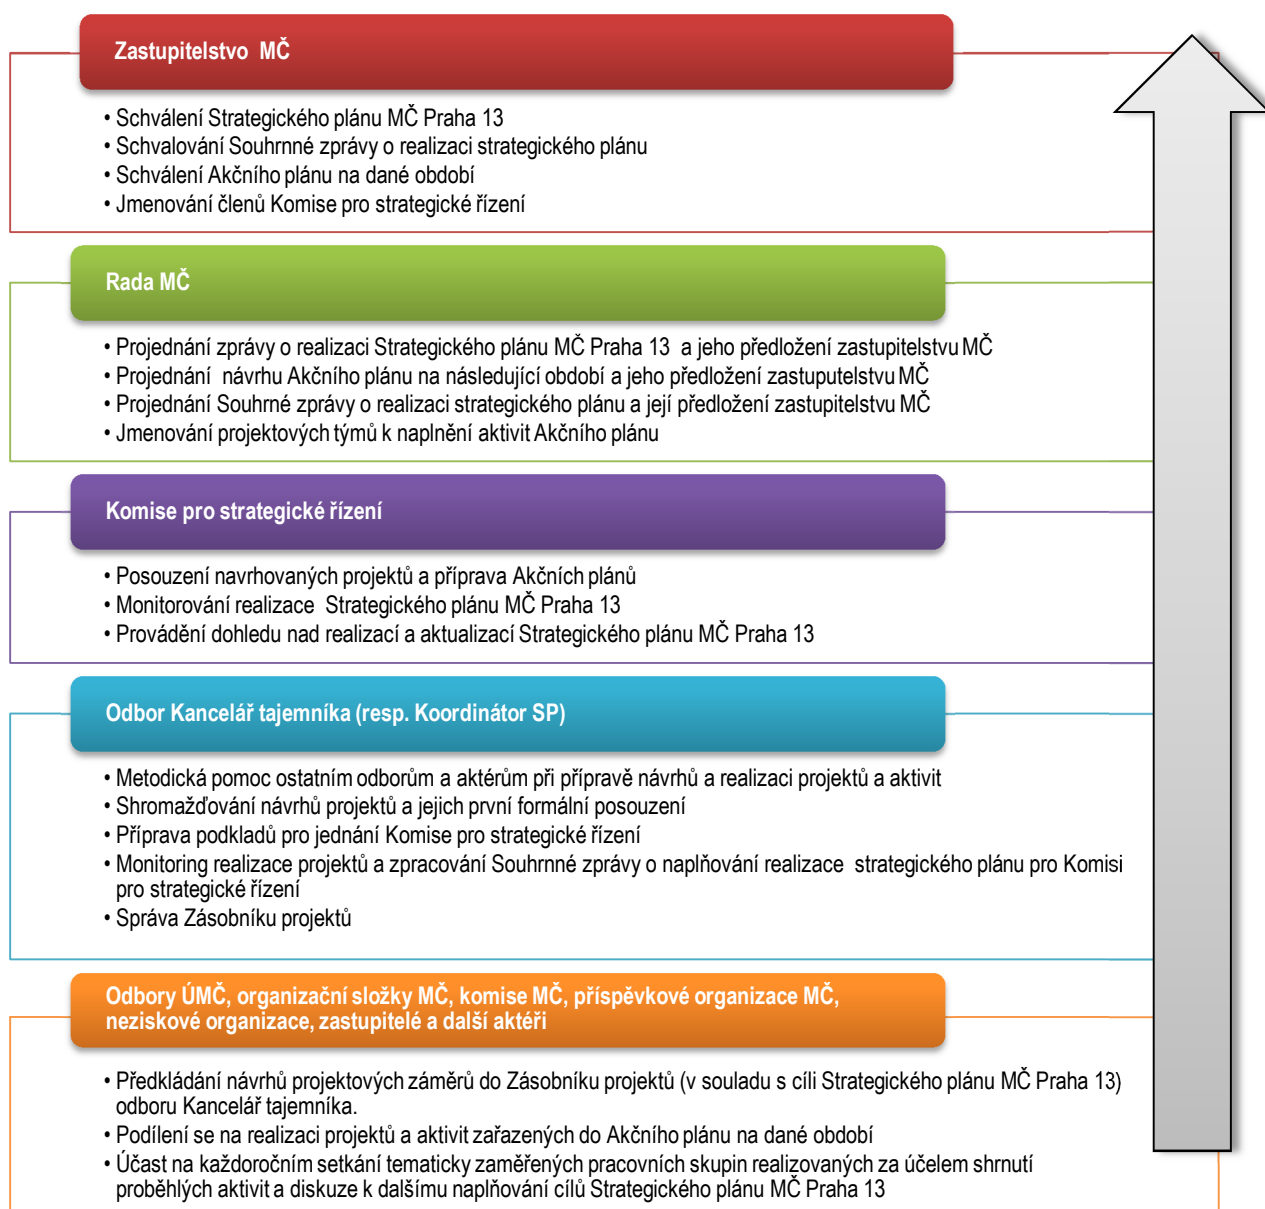 Zastupitelstvo MČ
• Schválení Strategického plánu MČ Praha 13
• Schvalování Souhrnné zprávy o realizaci strategického plánu
• Schválení Akčního plánu na dané období
• Jmenování členů Komise pro strategické řízení
Rada MČ
• Projednání zprávy o realizaci Strategického plánu MČ Praha 13 a jeho předložení zastupitelstvu MČ
• Projednání návrhu Akčního plánu na následující období a jeho předložení zastuputelstvu MČ
• Projednání Souhrné zprávy o realizaci strategického plánu a její předložení zastupitelstvu MČ
• Jmenování projektových týmů k naplnění aktivit Akčního plánu
Komise pro strategické řízení
• Posouzení navrhovaných projektů a příprava Akčních plánů
• Monitorování realizace Strategického plánu MČ Praha 13
• Provádění dohledu nad realizací a aktualizací Strategického plánu MČ Praha 13
Odbor Kancelář tajemníka (resp. Koordinátor SP)
• Metodická pomoc ostatním odborům a aktérům při přípravě návrhů a realizaci projektů a aktivit
• Shromažďování návrhů projektů a jejich první formální posouzení
• Příprava podkladů pro jednání Komise pro strategické řízení
• Monitoring realizace projektů a zpracování Souhrnné zprávy o naplňování realizace strategického plánu pro Komisi
pro strategické řízení
• Správa Zásobníku projektů
Odbory ÚMČ, organizační složky MČ, komise MČ, příspěvkové organizace MČ,
neziskové organizace, zastupitelé a další aktéři
• Předkládání návrhů projektových záměrů do Zásobníku projektů (v souladu s cíli Strategického plánu MČ Praha 13)
odboru Kancelář tajemníka.
• Podílení se na realizaci projektů a aktivit zařazených do Akčního plánu na dané období
• Účast na každoročním setkání tematicky zaměřených pracovních skupin realizovaných za účelem shrnutí
proběhlých aktivit a diskuze k dalšímu naplňování cílů Strategického plánu MČ Praha 13